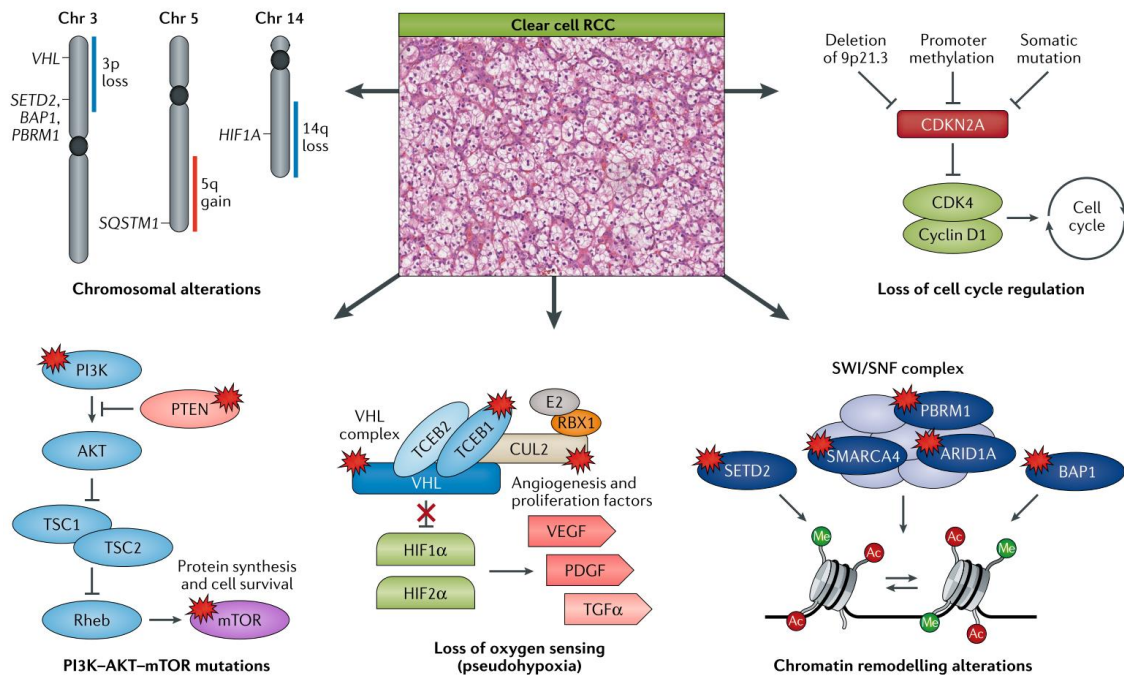 Chr 3
Chr 5
Chr 14
VHL
3p
loss
SETD2,
BAP1,
PBRM1
5q
gain
SQSTM1
HIF1A
14q
loss
Chromosomal alterations
Clear cell RCC
Deletion
of 9p21.3
Promoter
methylation
Somatic
mutation
CDKN2A
CDK4
Cyclin D1
Cell
cycle
Loss of cell cycle regulation
PI3K
PTEN
AKT
TSC1
TSC2
Rheb
Protein synthesis
and cell survival
mTOR
PI3K–AKT–mTOR mutations
VHL
complex
TCEB2
TCEB1
E2
RBX1
CUL2
VHL
HIF1α
HIF2α
Angiogenesis and
proliferation factors
VEGF
PDGF
TGFα
Loss of oxygen sensing
(pseudohypoxia)
SWI/SNF complex
PBRM1
SMARCA4
ARID1A
SETD2
BAP1
Me
Ac
Ac
Me
Ac
Me
Ac
Chromatin remodelling alterations